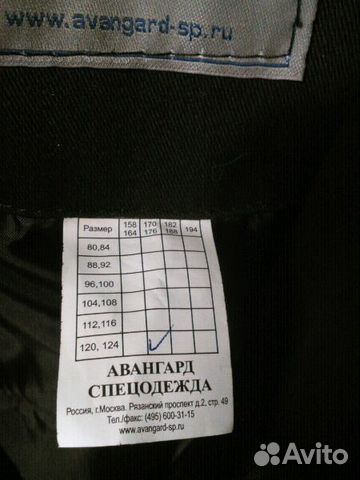 www.avangard-sp.ru
Размер 158 170 182 194
164 176 188
80,84
88,92
96,100
104,108
112,116
120, 124
АВАНГАРД
СПЕЦОДЕЖДА
Россия, г.Москва. Рязанский проспект д.2, стр. 49
Тел./факс: (495) 600-31-15
www.avangard-sp.ru
Avito